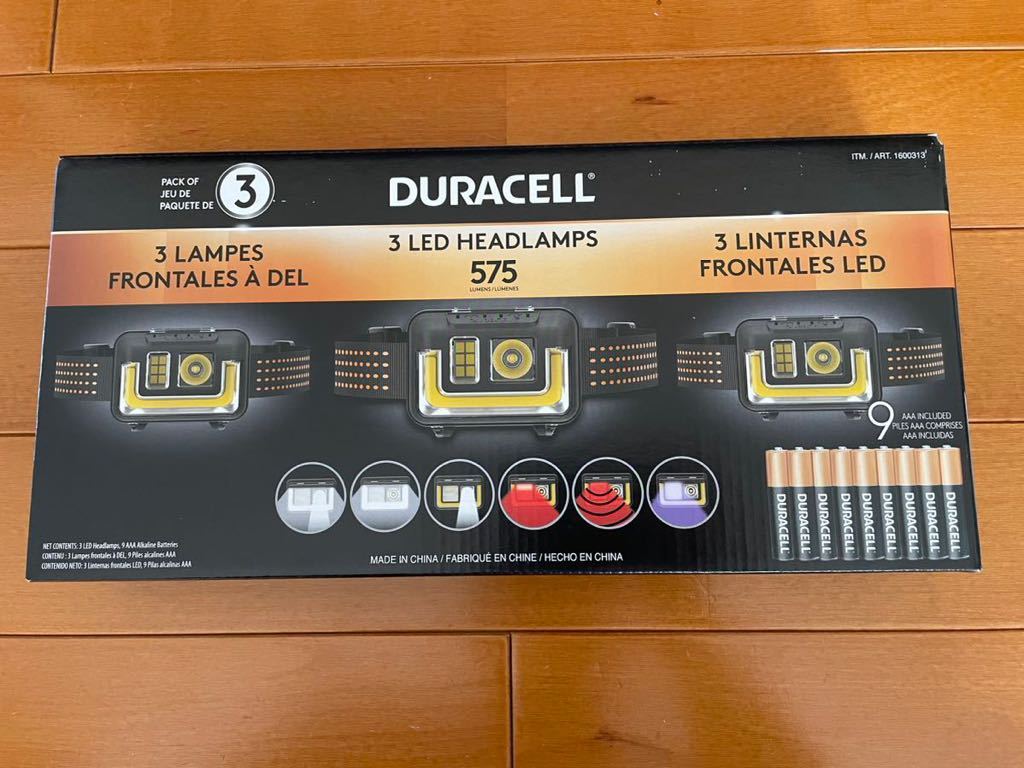 PACK OF
JEU DE
PAQUETE DE
3
DURACELL®
ITM. / ART. 1600313
3 LAMPES
FRONTALES À DEL
3 LED HEADLAMPS
575
LUMENS / LUMENES
3 LINTERNAS
FRONTALES LED
9
AAA INCLUDED
PILES AAA COMPRISES
AAA INCLUIDAS
DURACELL
DURACELL
DURACELL
DURACELL
DURACELL
DURACELL
DURACELL
DURACELL
DURACELL
NET CONTENTS: 3 LED Headlamps, 9 AAA Alkaline Batteries
CONTENU : 3 Lampes frontales à DEL, 9 Piles alcalines AAA
CONTENIDO NETO: 3 Linternas frontales LED, 9 Pilas alcalinas AAA
MADE IN CHINA / FABRIQUÉ EN CHINE / HECHO EN CHINA